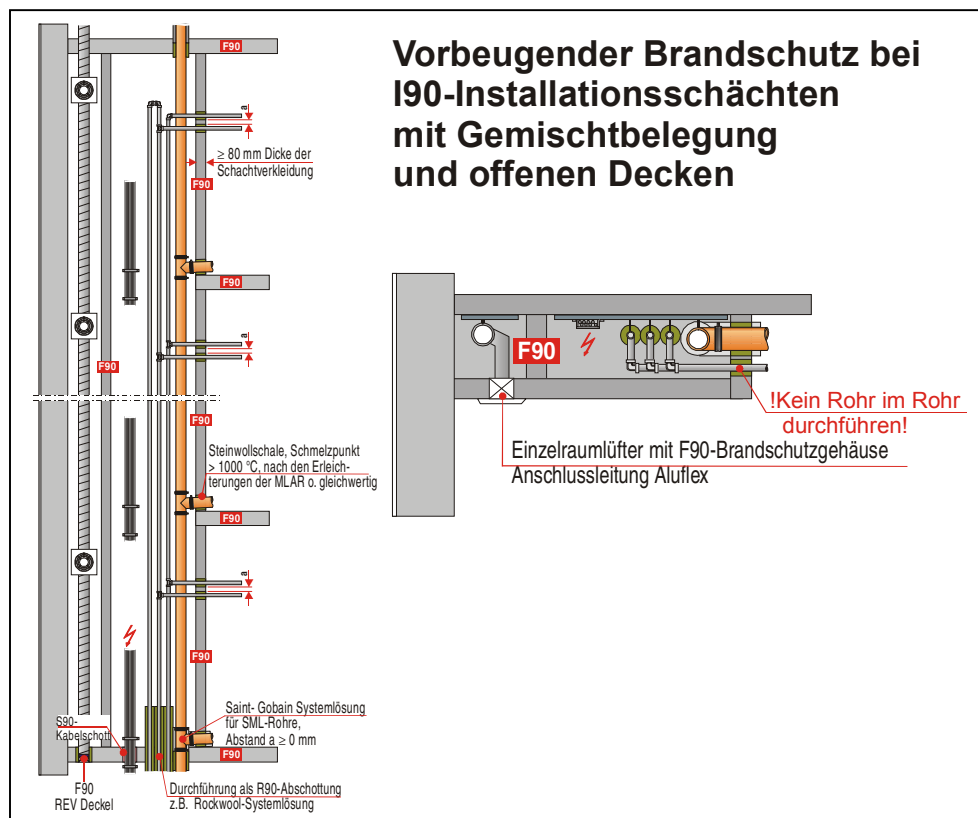 Vorbeugender Brandschutz bei
I90-Installationsschächten
mit Gemischtbelegung
und offenen Decken
F90
a
≥ 80 mm Dicke der
Schachtverkleidung
F90
F90
a
F90
F90
Steinwollschale, Schmelzpunkt
> 1000 °C, nach den Erleich-
terungen der MLAR o. gleichwertig
F90
a
F90
Saint- Gobain Systemlösung
für SML-Rohre,
Abstand a ≥ 0 mm
S90-
Kabelschott
F90
F90
REV Deckel
Durchführung als R90-Abschottung
z.B. Rockwool-Systemlösung
F90
!Kein Rohr im Rohr
durchführen!
Einzelraumlüfter mit F90-Brandschutzgehäuse
Anschlussleitung Aluflex